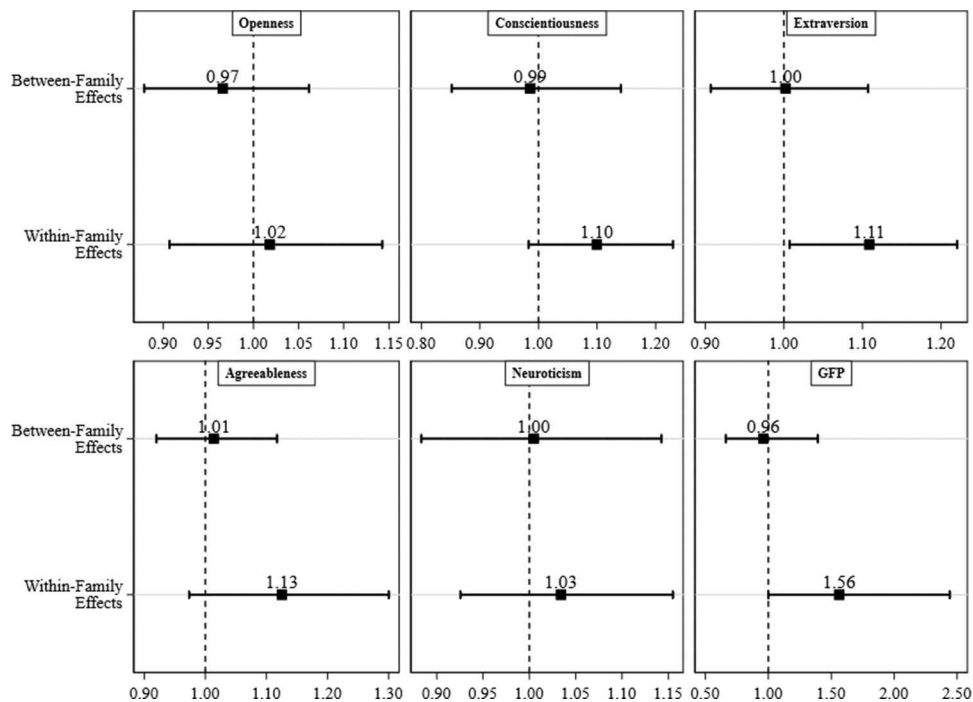 Openness
Conscientiousness
Extraversion
Between-Family
Effects
0.97
0.99
1.00
Within-Family
Effects
1.02
1.10
1.11
0.90 0.95 1.00 1.05 1.10 1.15
0.80 0.90 1.00 1.10 1.20
0.90 1.00 1.10 1.20
Agreeableness
Neuroticism
GFP
Between-Family
Effects
1.01
1.00
0.96
Within-Family
Effects
1.13
1.03
1.56
0.90 1.00 1.10 1.20 1.30
0.90 0.95 1.00 1.05 1.10 1.15
0.50 1.00 1.50 2.00 2.50